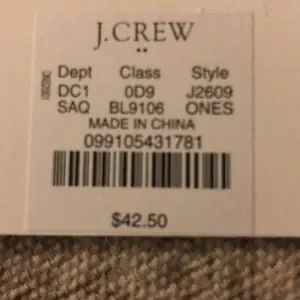 J.CREW
Dept Class Style
DC1 0D9 J2609
SAQ BL9106 ONES
MADE IN CHINA
099105431781
$42.50